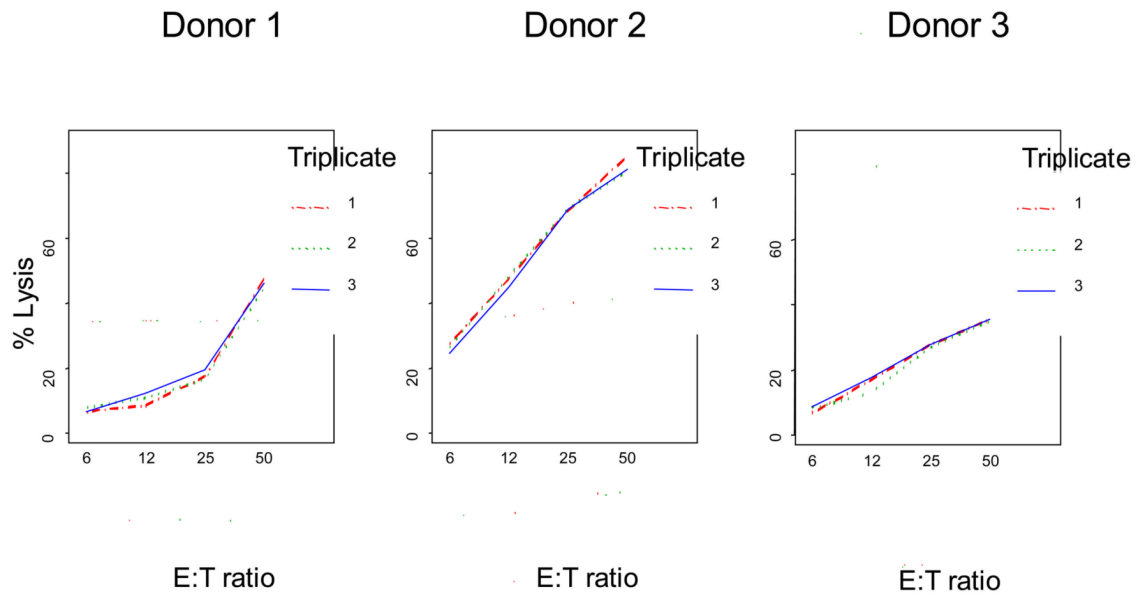 Donor 1
Donor 2
Donor 3
% Lysis
60
20
0
6 12 25 50
Triplicate
1
2
3
E:T ratio
60
20
0
6 12 25 50
Triplicate
1
2
3
E:T ratio
60
20
0
6 12 25 50
Triplicate
1
2
3
E:T ratio